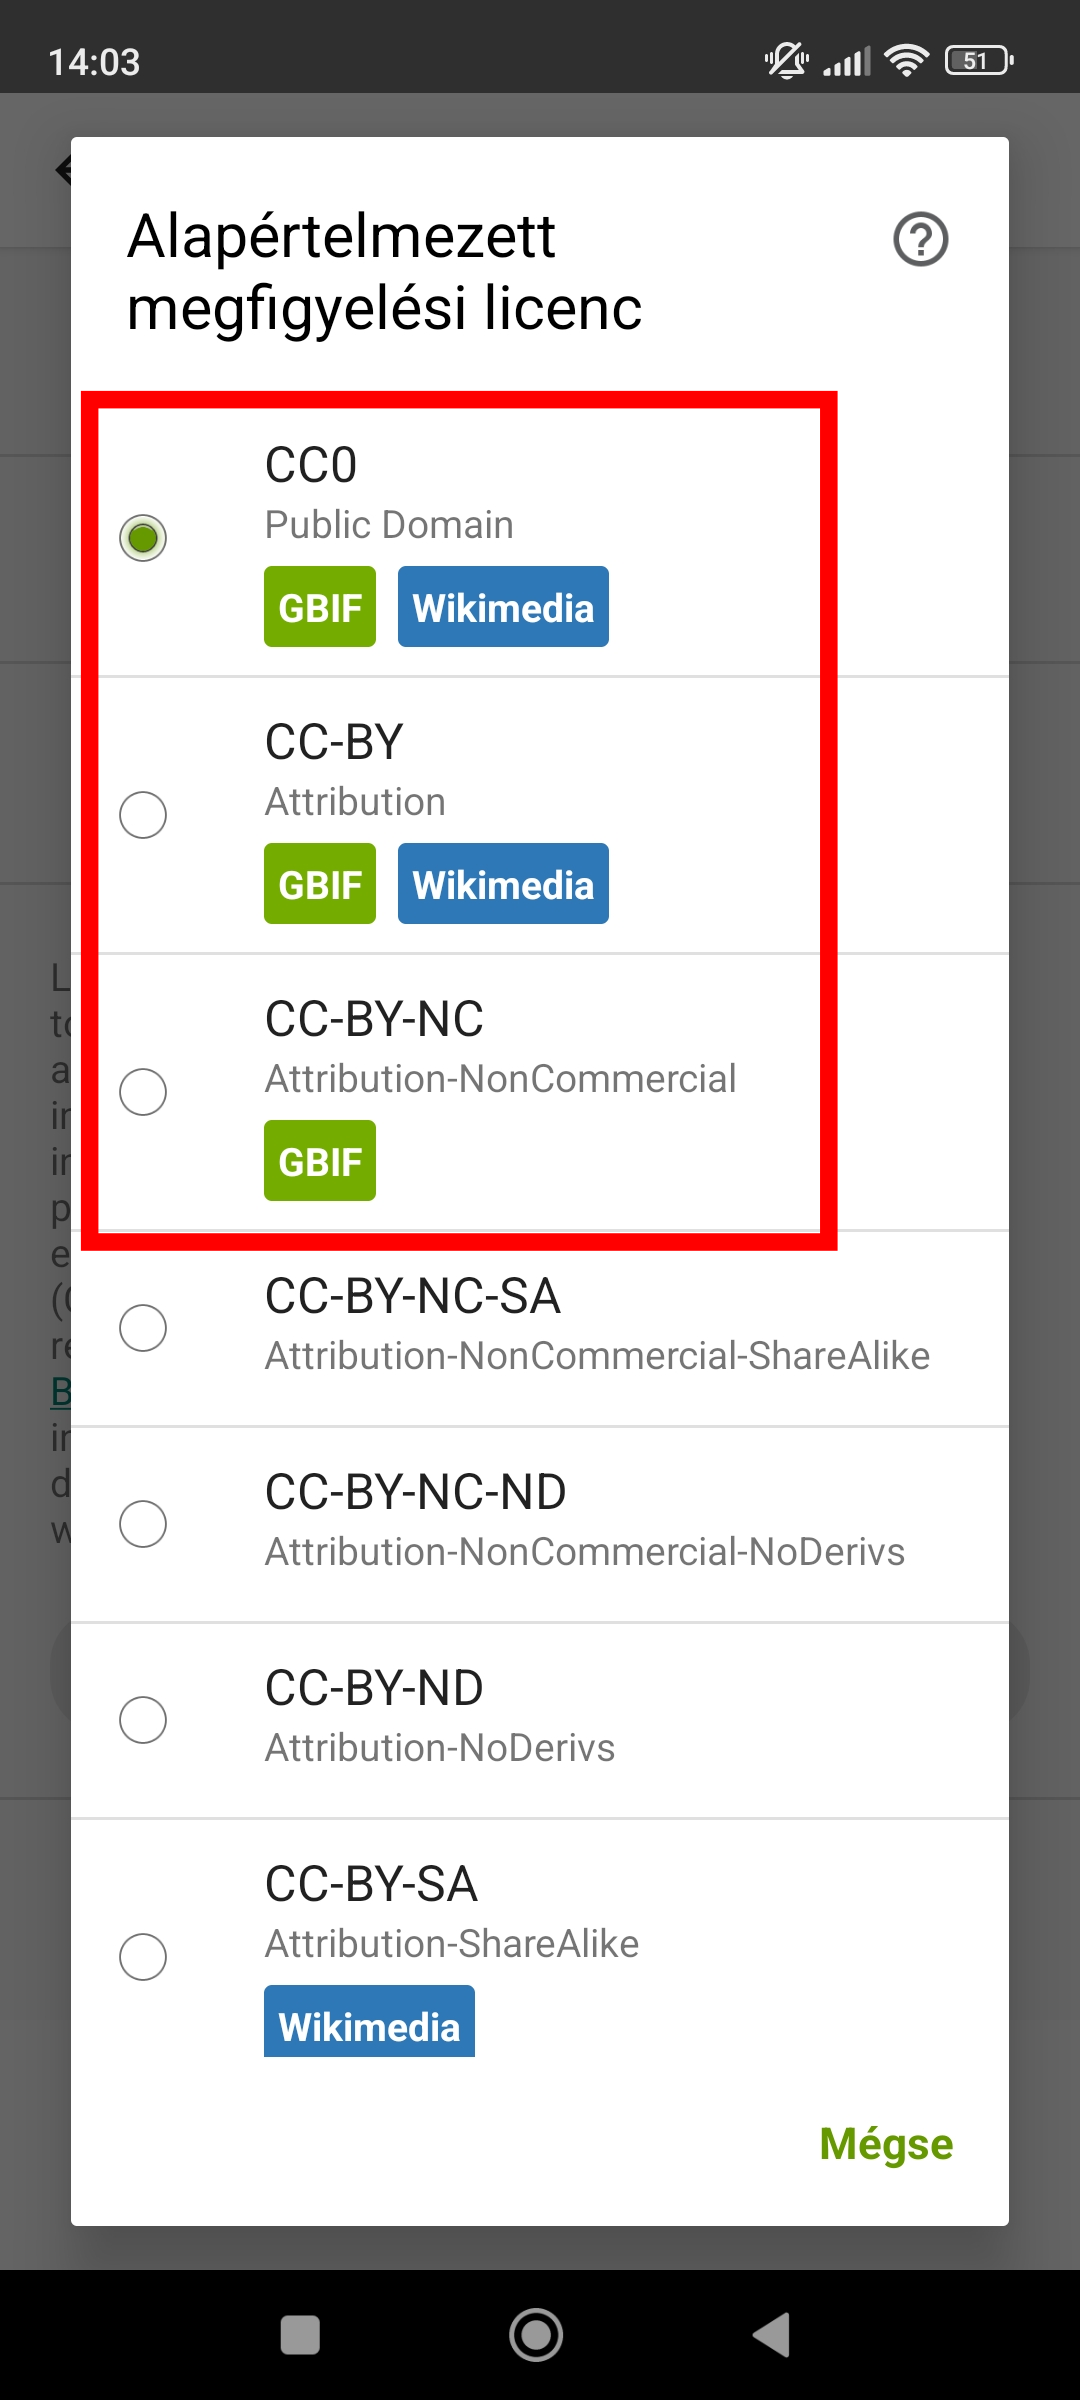 14:03
51
Alapértelmezett
megfigyelési licenc
CC0
Public Domain
GBIF Wikimedia
CC-BY
Attribution
GBIF Wikimedia
CC-BY-NC
Attribution-NonCommercial
GBIF
CC-BY-NC-SA
Attribution-NonCommercial-ShareAlike
CC-BY-NC-ND
Attribution-NonCommercial-NoDerivs
CC-BY-ND
Attribution-NoDerivs
CC-BY-SA
Attribution-ShareAlike
Wikimedia
Mégse